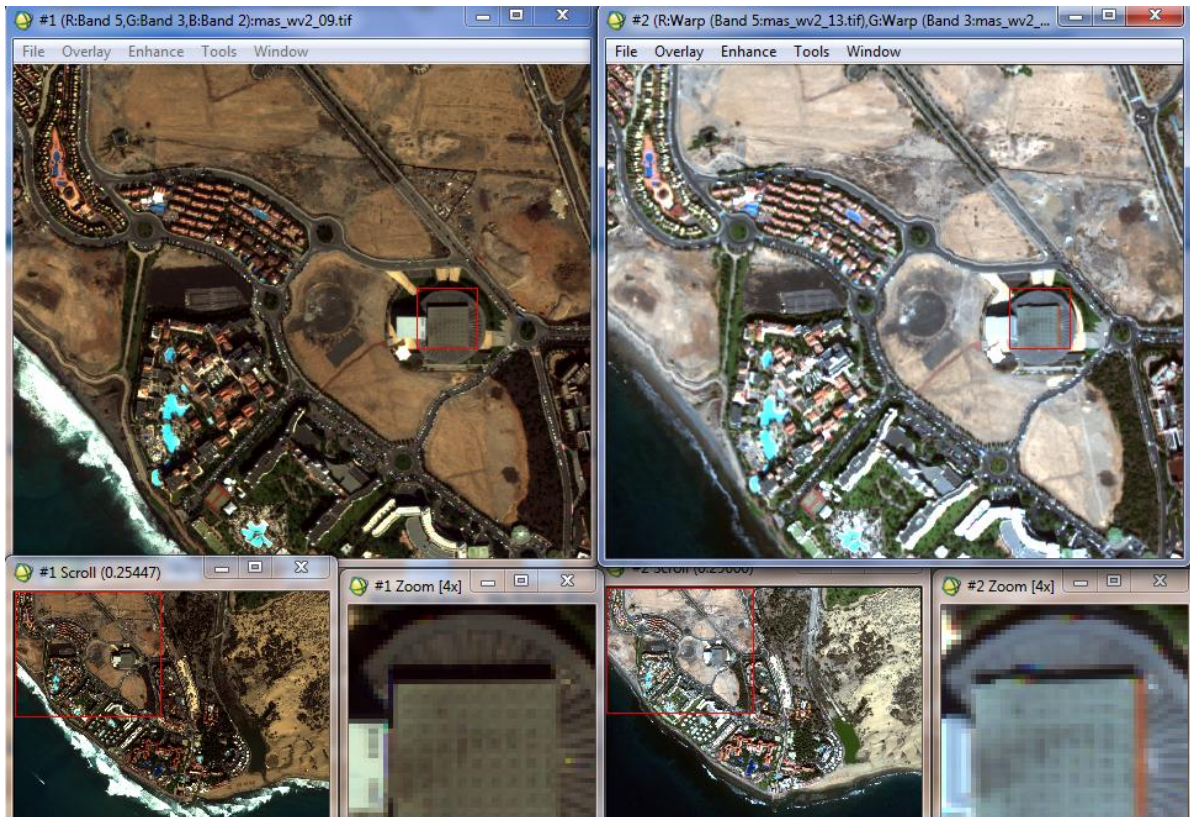 #1 (R:Band 5,G:Band 3,B:Band 2):mas_wv2_09.tif
File Overlay Enhance Tools Window
#2 (R:Warp (Band 5:mas_wv2_13.tif),G:Warp (Band 3:mas_wv2_...
File Overlay Enhance Tools Window
#1 Scroll (0.25447)
#1 Zoom [4x]
#2 Scroll
#2 Zoom [4x]